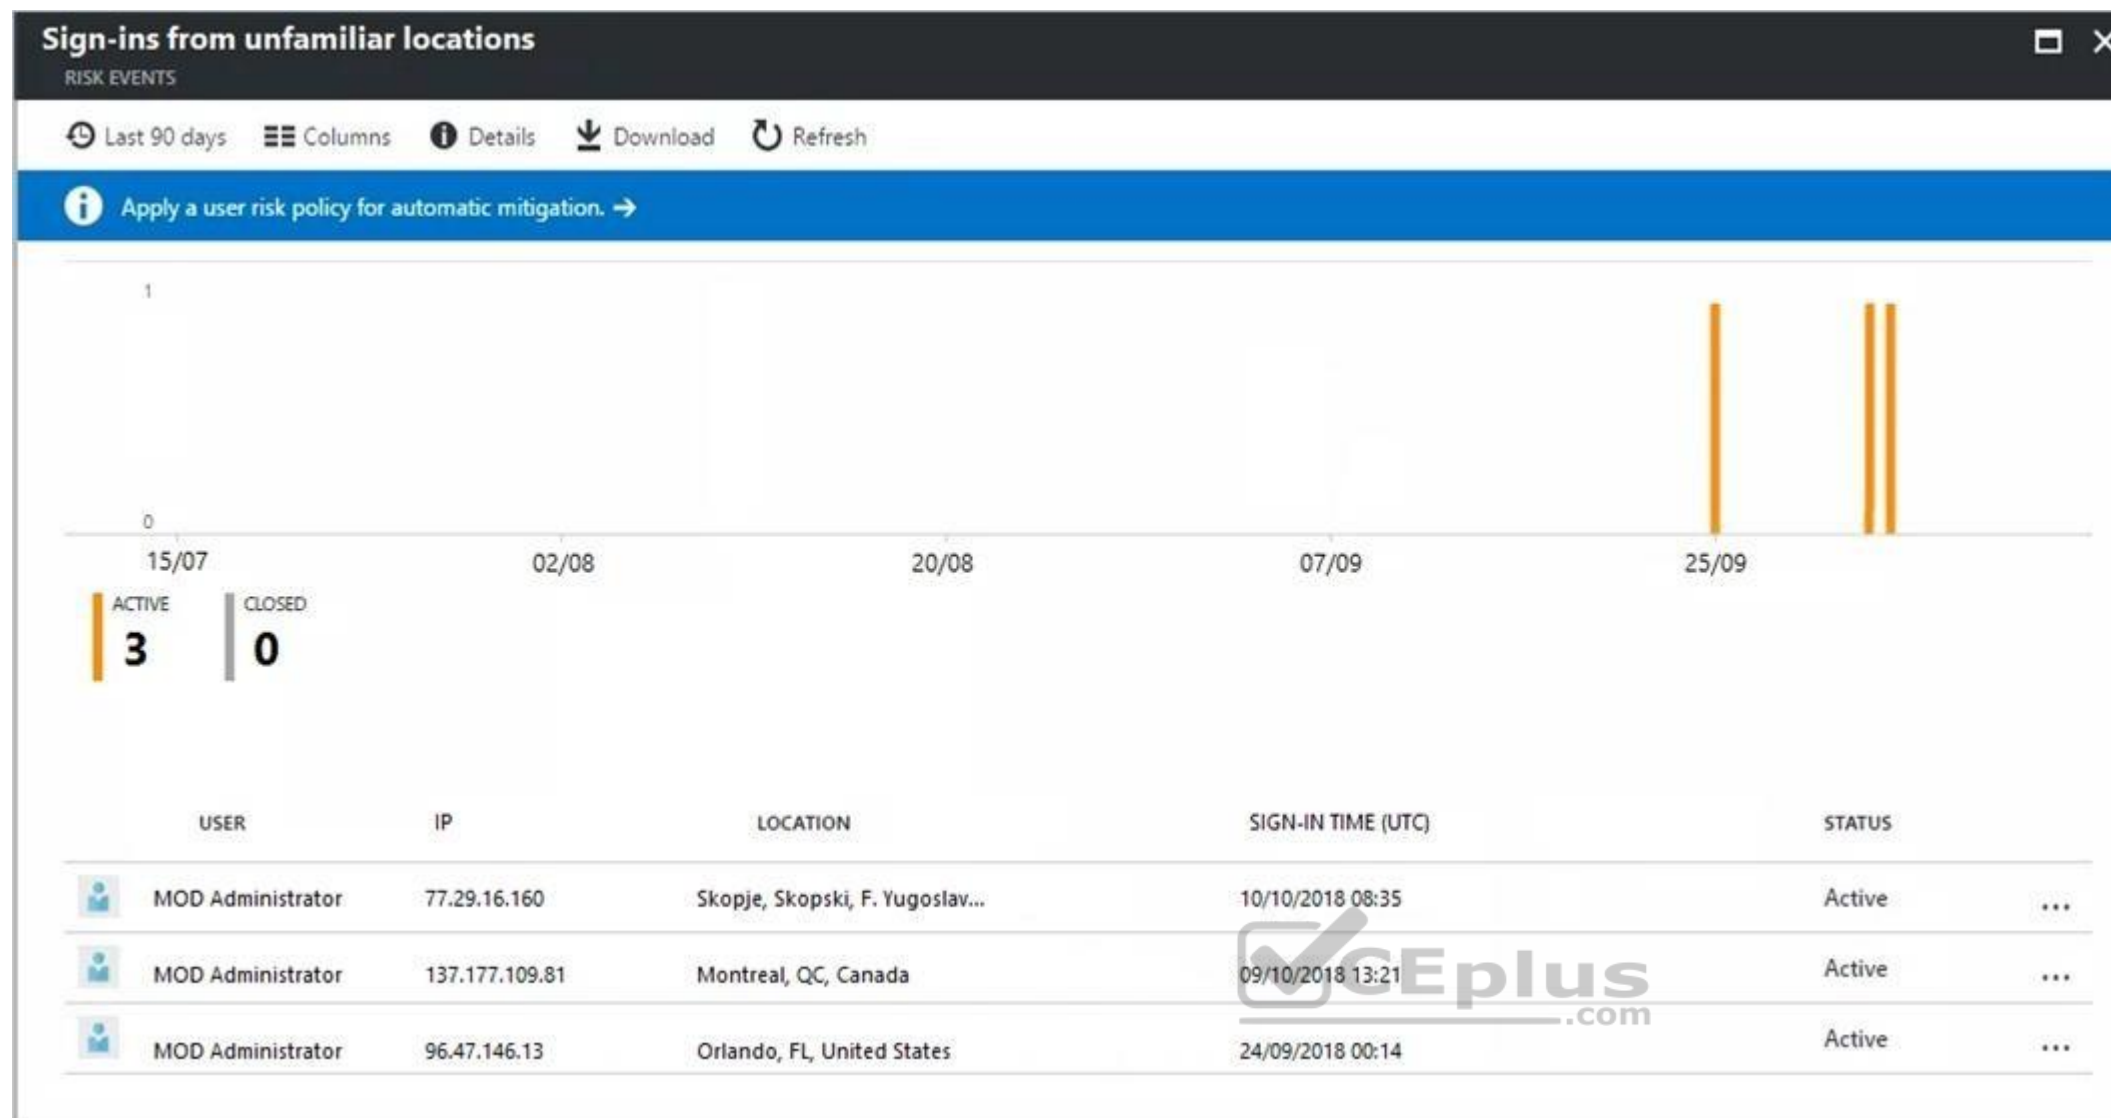 Sign-ins from unfamiliar locations
RISK EVENTS
Last 90 days Columns Details Download Refresh
Apply a user risk policy for automatic mitigation. →
1
0
15/07 02/08 20/08 07/09 25/09
ACTIVE CLOSED
3 0
USER IP LOCATION SIGN-IN TIME (UTC) STATUS
MOD Administrator 77.29.16.160 Skopje, Skopski, F. Yugoslav... 10/10/2018 08:35 Active ...
MOD Administrator 137.177.109.81 Montreal, QC, Canada 09/10/2018 13:21 Active ...
MOD Administrator 96.47.146.13 Orlando, FL, United States 24/09/2018 00:14 Active ...
CEplus
.com